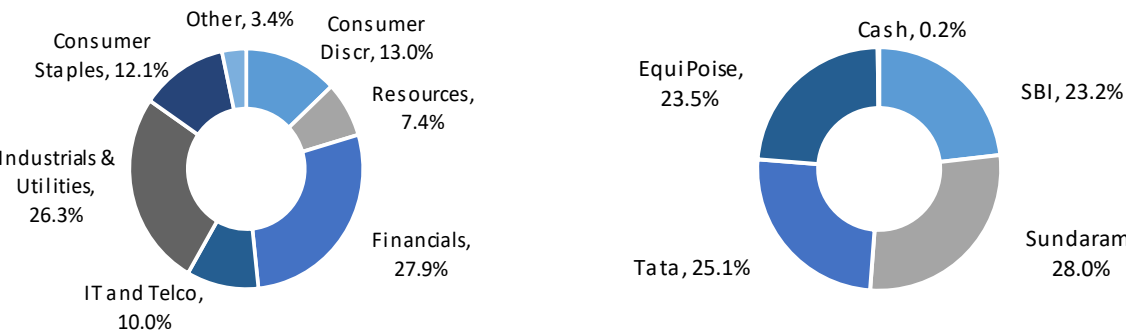 Other, 3.4%
Consumer
Discr, 13.0%
Resources,
7.4%
Financials,
27.9%
IT and Telco,
10.0%
Industrials &
Utilities,
26.3%
Consumer
Staples, 12.1%
Cash, 0.2%
SBI, 23.2%
Sundaram
28.0%
Tata, 25.1%
EquiPoise,
23.5%